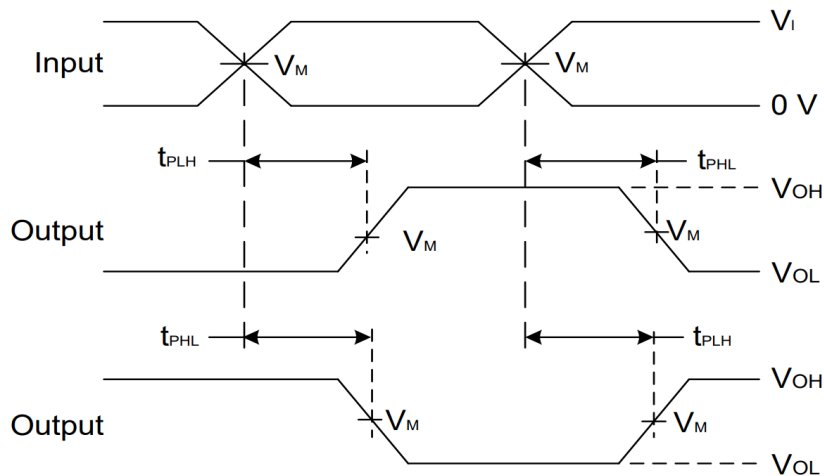 VI
Input VM VM
0 V
tPLH tPHL
VOH
Output VM VM
VOL
tPHL tPLH
VOH
Output VM VM
VOL